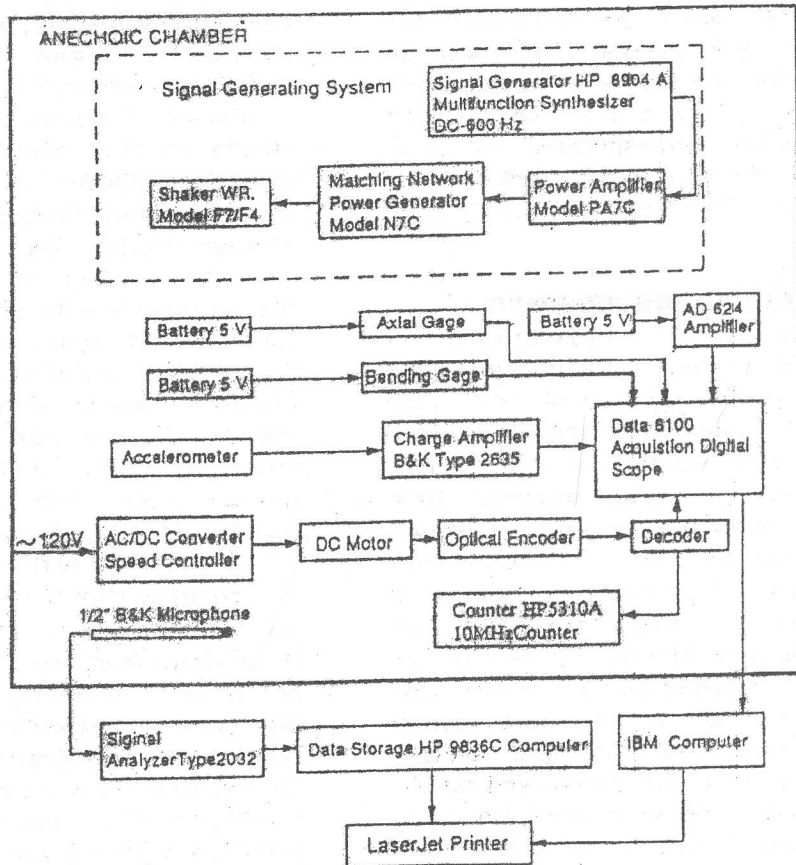 ANECHOIC CHAMBER
Signal Generating System
Signal Generator HP 8904 A
Multifunction Synthesizer
DC-600 Hz
Shaker WR.
Model F7/F4
Matching Network
Power Generator
Model N7C
Power Amplifier
Model PA7C
Battery 5 V
Axial Gage
Battery 5 V
AD 624
Amplifier
Battery 5 V
Bending Gage
Data 6100
Acquistion Digital
Scope
Accelerometer
Charge Amplifier
B&K Type 2635
~120V
AC/DC Converter
Speed Controller
DC Motor
Optical Encoder
Decoder
1/2" B&K Microphone
Counter HP5310A
10MHzCounter
Siginal
AnalyzerType2032
Data Storage HP 9836C Computer
IBM Computer
LaserJet Printer